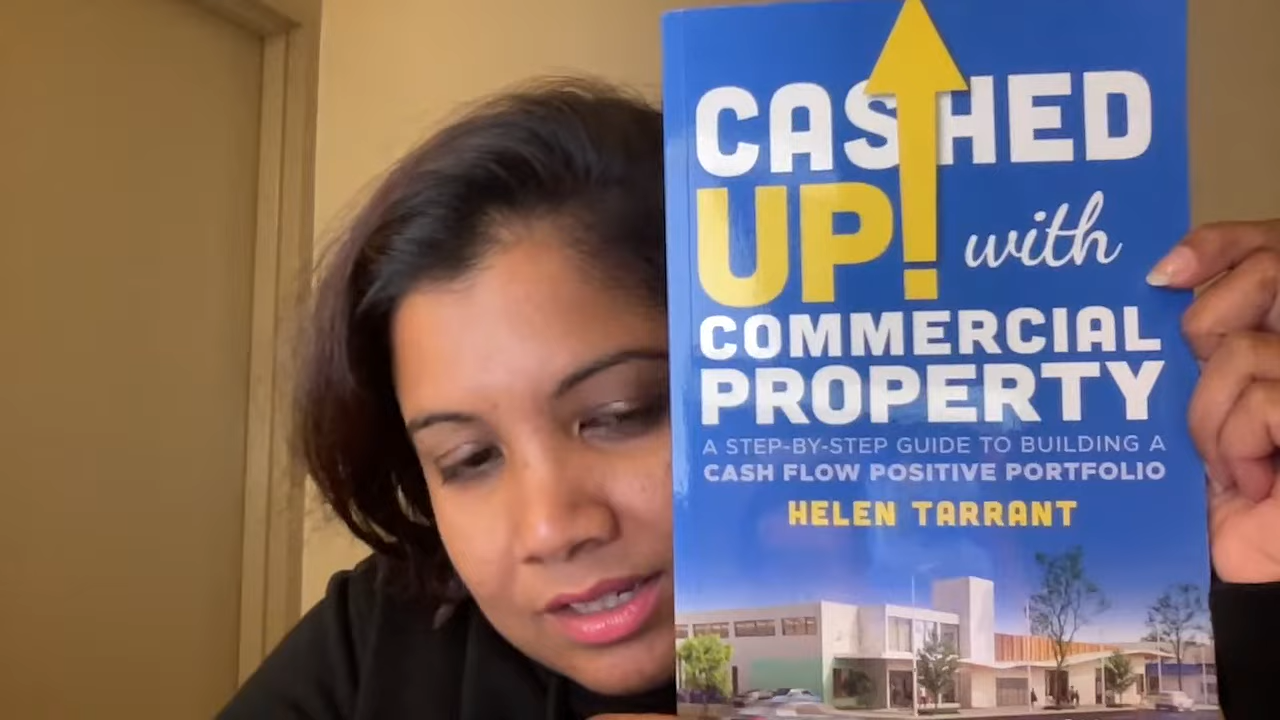 CASHED
UP! with
COMMERCIAL
PROPERTY
A STEP-BY-STEP GUIDE TO BUILDING A
CASH FLOW POSITIVE PORTFOLIO
HELEN TARRANT